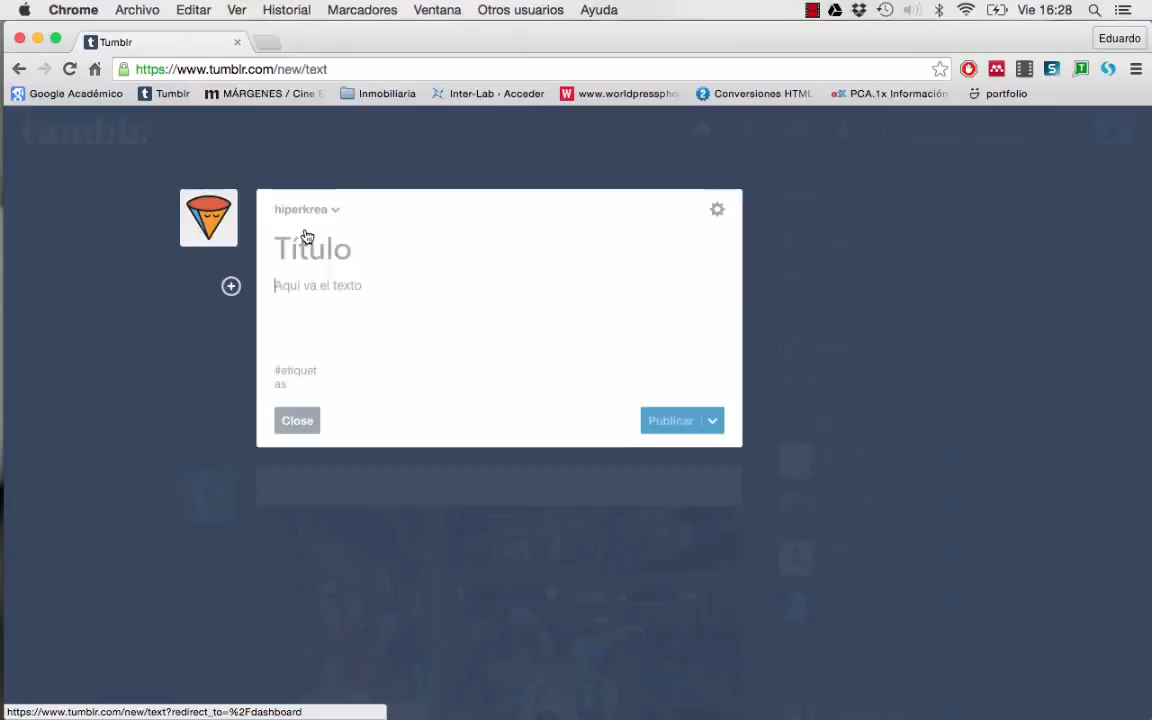 Chrome Archivo Editar Ver Historial Marcadores Ventana Otros usuarios Ayuda Vie 16:28
Tumblr Eduardo
https://www.tumblr.com/new/text
Google Académico Tumblr MÁRGENES / Cine E Inmobiliaria Inter-Lab › Acceder www.worldpresspho Conversiones HTML PCA.1x Información portfolio
tumblr.
hiperkrea
Título
Aquí va el texto
#etiquet
as
Close Publicar
https://www.tumblr.com/new/text?redirect_to=%2Fdashboard